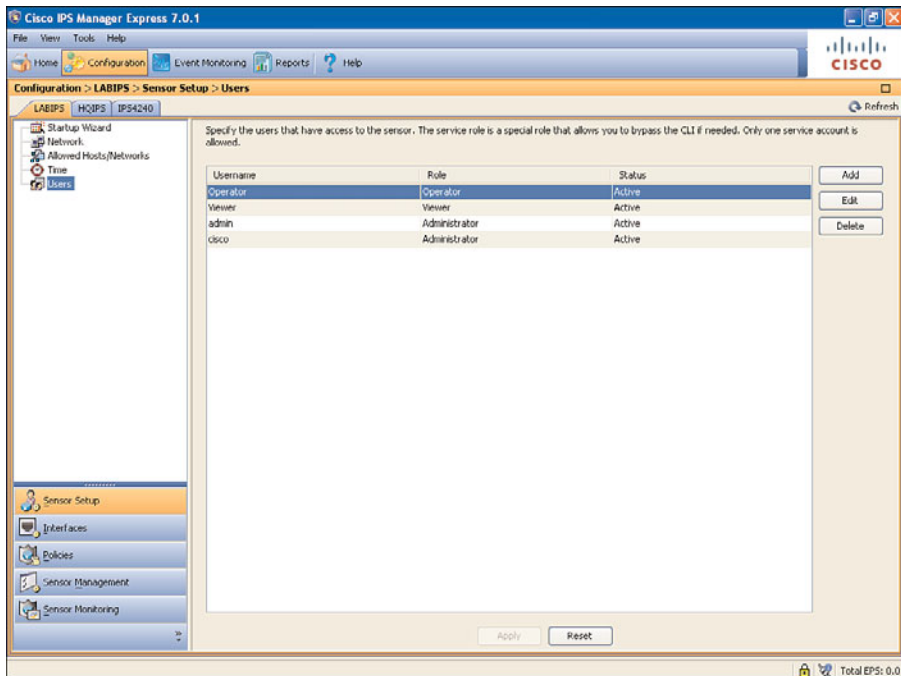 Cisco IPS Manager Express 7.0.1
File View Tools Help
Home Configuration Event Monitoring Reports Help
CISCO
Configuration > LABIPS > Sensor Setup > Users
LABIPS HQIPS IPS4240 Refresh
Startup Wizard
Network
Allowed Hosts/Networks
Time
Users
Specify the users that have access to the sensor. The service role is a special role that allows you to bypass the CLI if needed. Only one service account is
allowed.
Username Role Status
Operator Operator Active
Viewer Viewer Active
admin Administrator Active
cisco Administrator Active
Add
Edit
Delete
Sensor Setup
Interfaces
Policies
Sensor Management
Sensor Monitoring
Apply Reset
Total EPS: 0.0